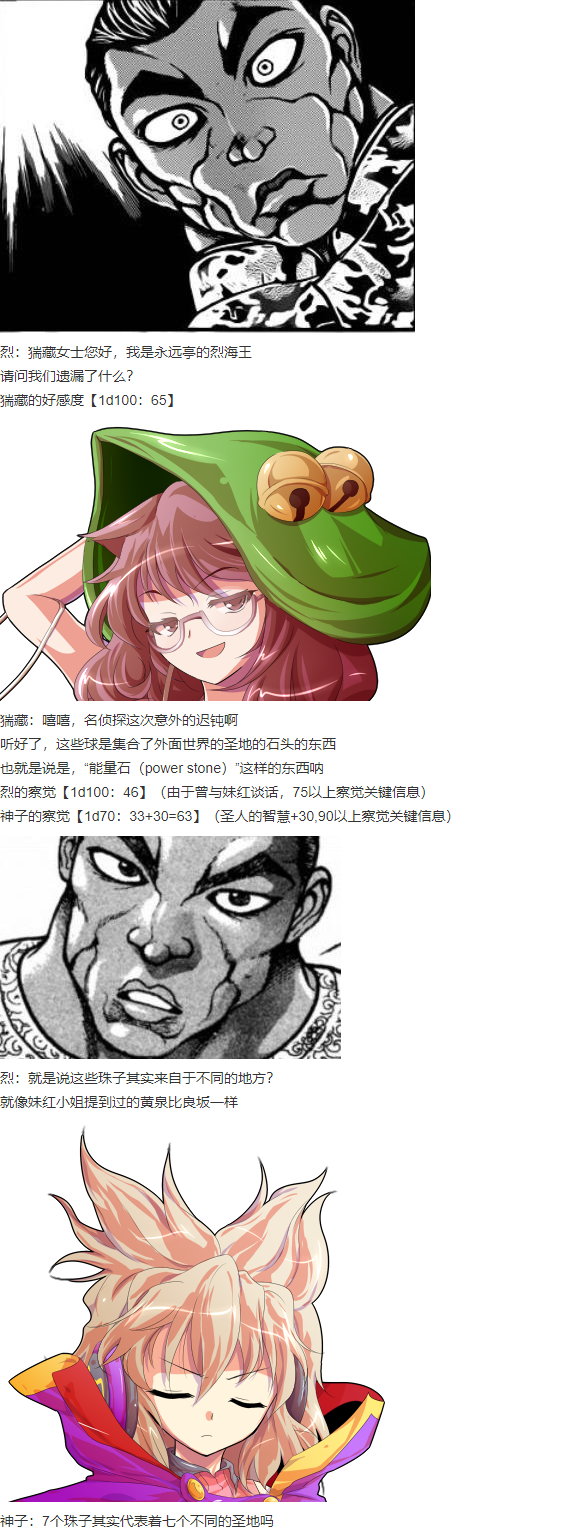 烈：猯藏女士您好，我是永远亭的烈海王
请问我们遗漏了什么？
猯藏的好感度【1d100：65】
猯藏：嘻嘻，名侦探这次意外的迟钝啊
听好了，这些球是集合了外面世界的圣地的石头的东西
也就是说是，“能量石（power stone）”这样的东西呐
烈的察觉【1d100：46】（由于曾与妹红谈话，75以上察觉关键信息）
神子的察觉【1d70：33+30=63】（圣人的智慧+30,90以上察觉关键信息）
烈：就是说这些珠子其实来自于不同的地方？
就像妹红小姐提到过的黄泉比良坂一样
神子：7个珠子其实代表着七个不同的圣地吗